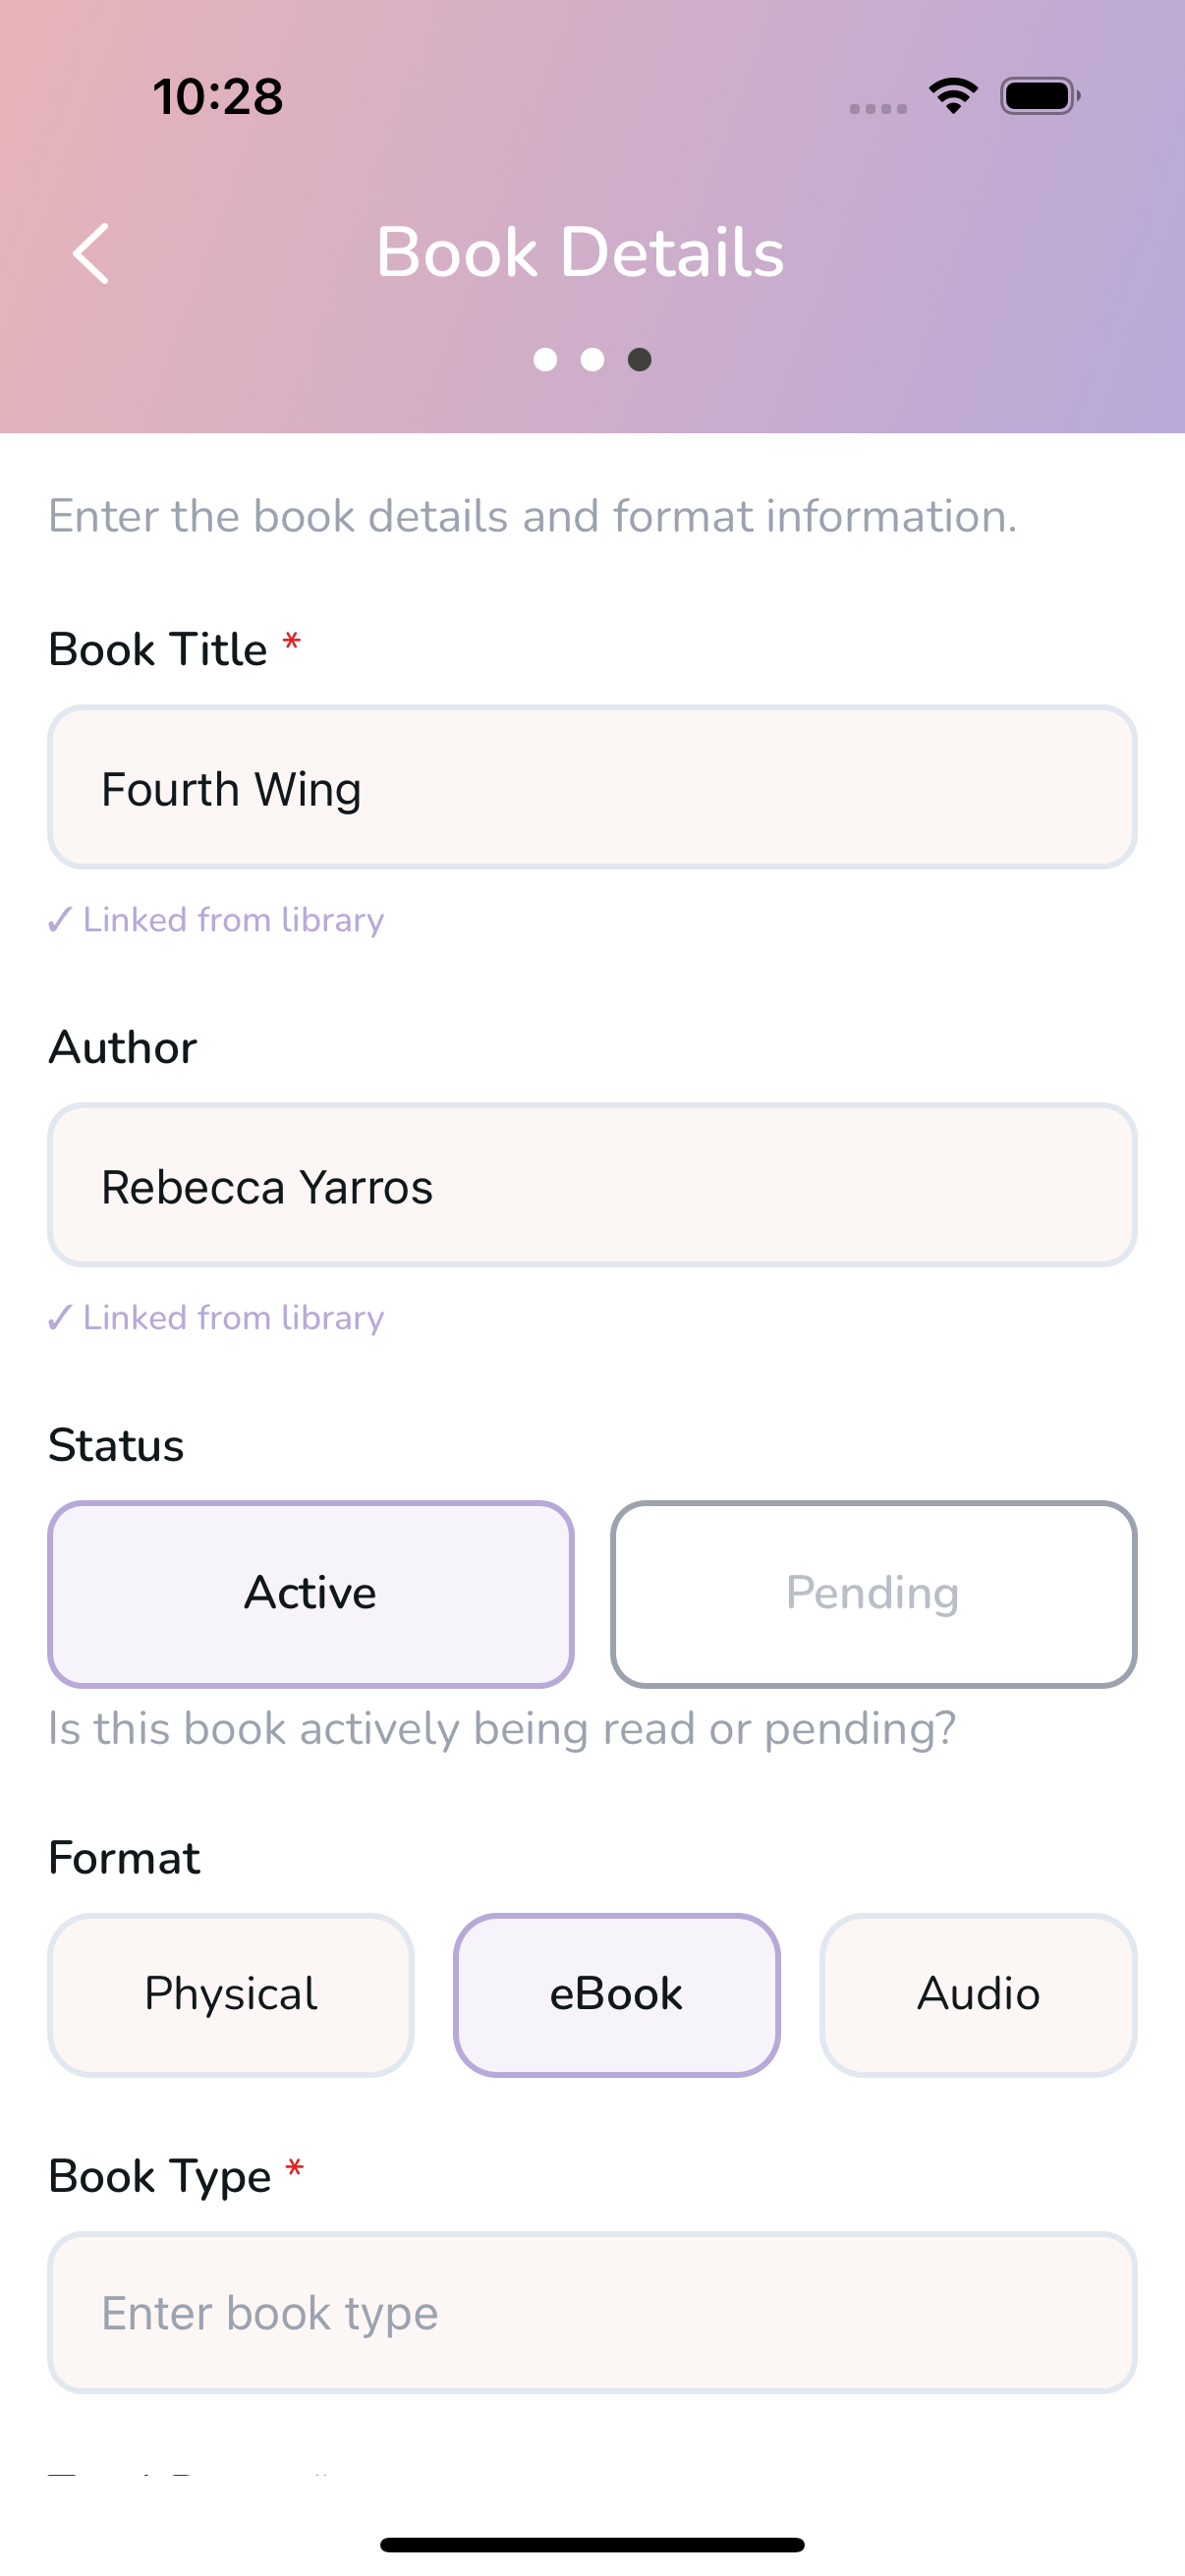 10:28
Book Details
Enter the book details and format information.
Book Title *
Fourth Wing
✓ Linked from library
Author
Rebecca Yarros
✓ Linked from library
Status
Active Pending
Is this book actively being read or pending?
Format
Physical eBook Audio
Book Type *
Enter book type